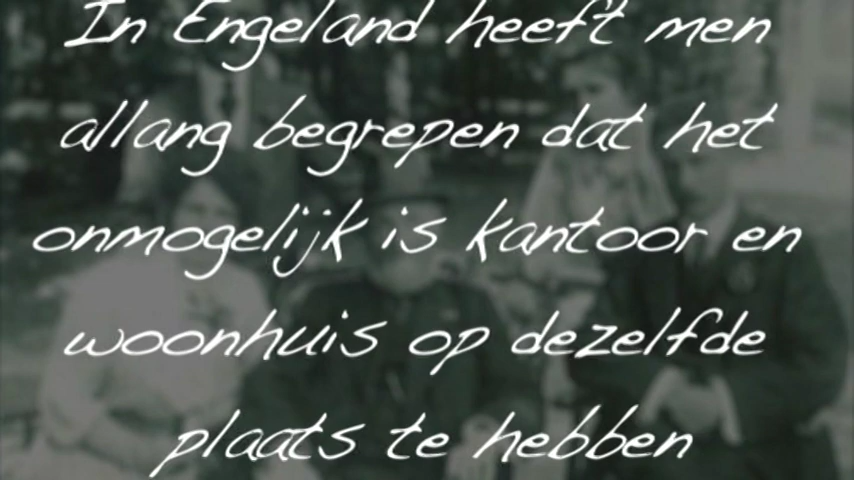 In Engeland heeft men
allang begrepen dat het
onmogelijk is kantoor en
woonhuis op dezelfde
plaats te hebben